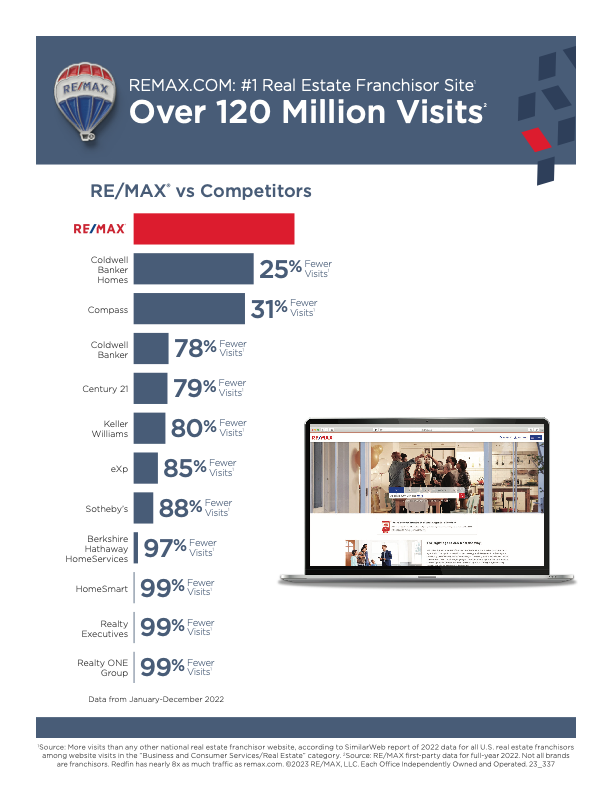 RE/MAX
REMAX.COM: #1 Real Estate Franchisor Site¹
Over 120 Million Visits²
RE/MAX® vs Competitors
RE/MAX
Coldwell
Banker
Homes
25% Fewer
Visits¹
Compass
31% Fewer
Visits¹
Coldwell
Banker
78% Fewer
Visits¹
Century 21
79% Fewer
Visits¹
Keller
Williams
80% Fewer
Visits¹
eXp
85% Fewer
Visits¹
Sotheby's
88% Fewer
Visits¹
Berkshire
Hathaway
HomeServices
97% Fewer
Visits¹
HomeSmart
99% Fewer
Visits¹
Realty
Executives
99% Fewer
Visits¹
Realty ONE
Group
99% Fewer
Visits¹
RE/MAX
Data from January-December 2022
¹Source: More visits than any other national real estate franchisor website, according to SimilarWeb report of 2022 data for all U.S. real estate franchisors
among website visits in the "Business and Consumer Services/Real Estate" category. ²Source: RE/MAX first-party data for full-year 2022. Not all brands
are franchisors. Redfin has nearly 8x as much traffic as remax.com. ©2023 RE/MAX, LLC. Each Office Independently Owned and Operated. 23_337